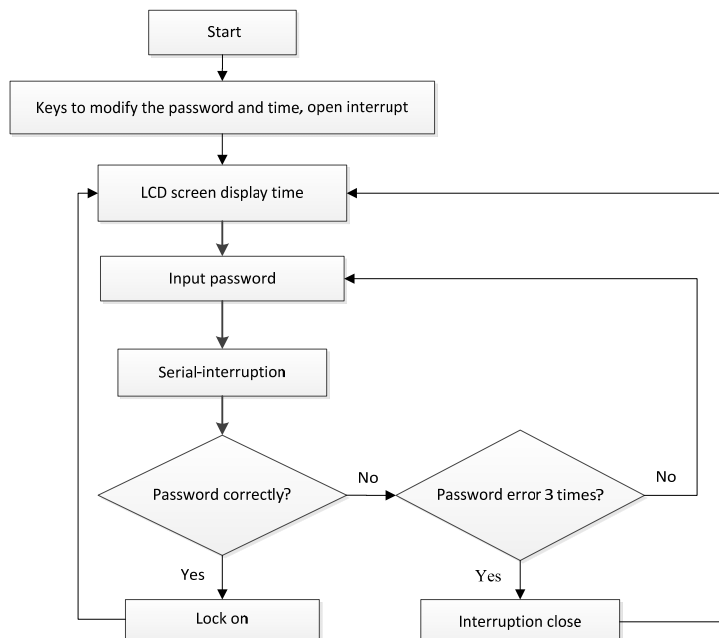 Start
Keys to modify the password and time, open interrupt
LCD screen display time
Input password
Serial-interruption
Password correctly?
No
Password error 3 times?
No
Yes
Yes
Lock on
Interruption close